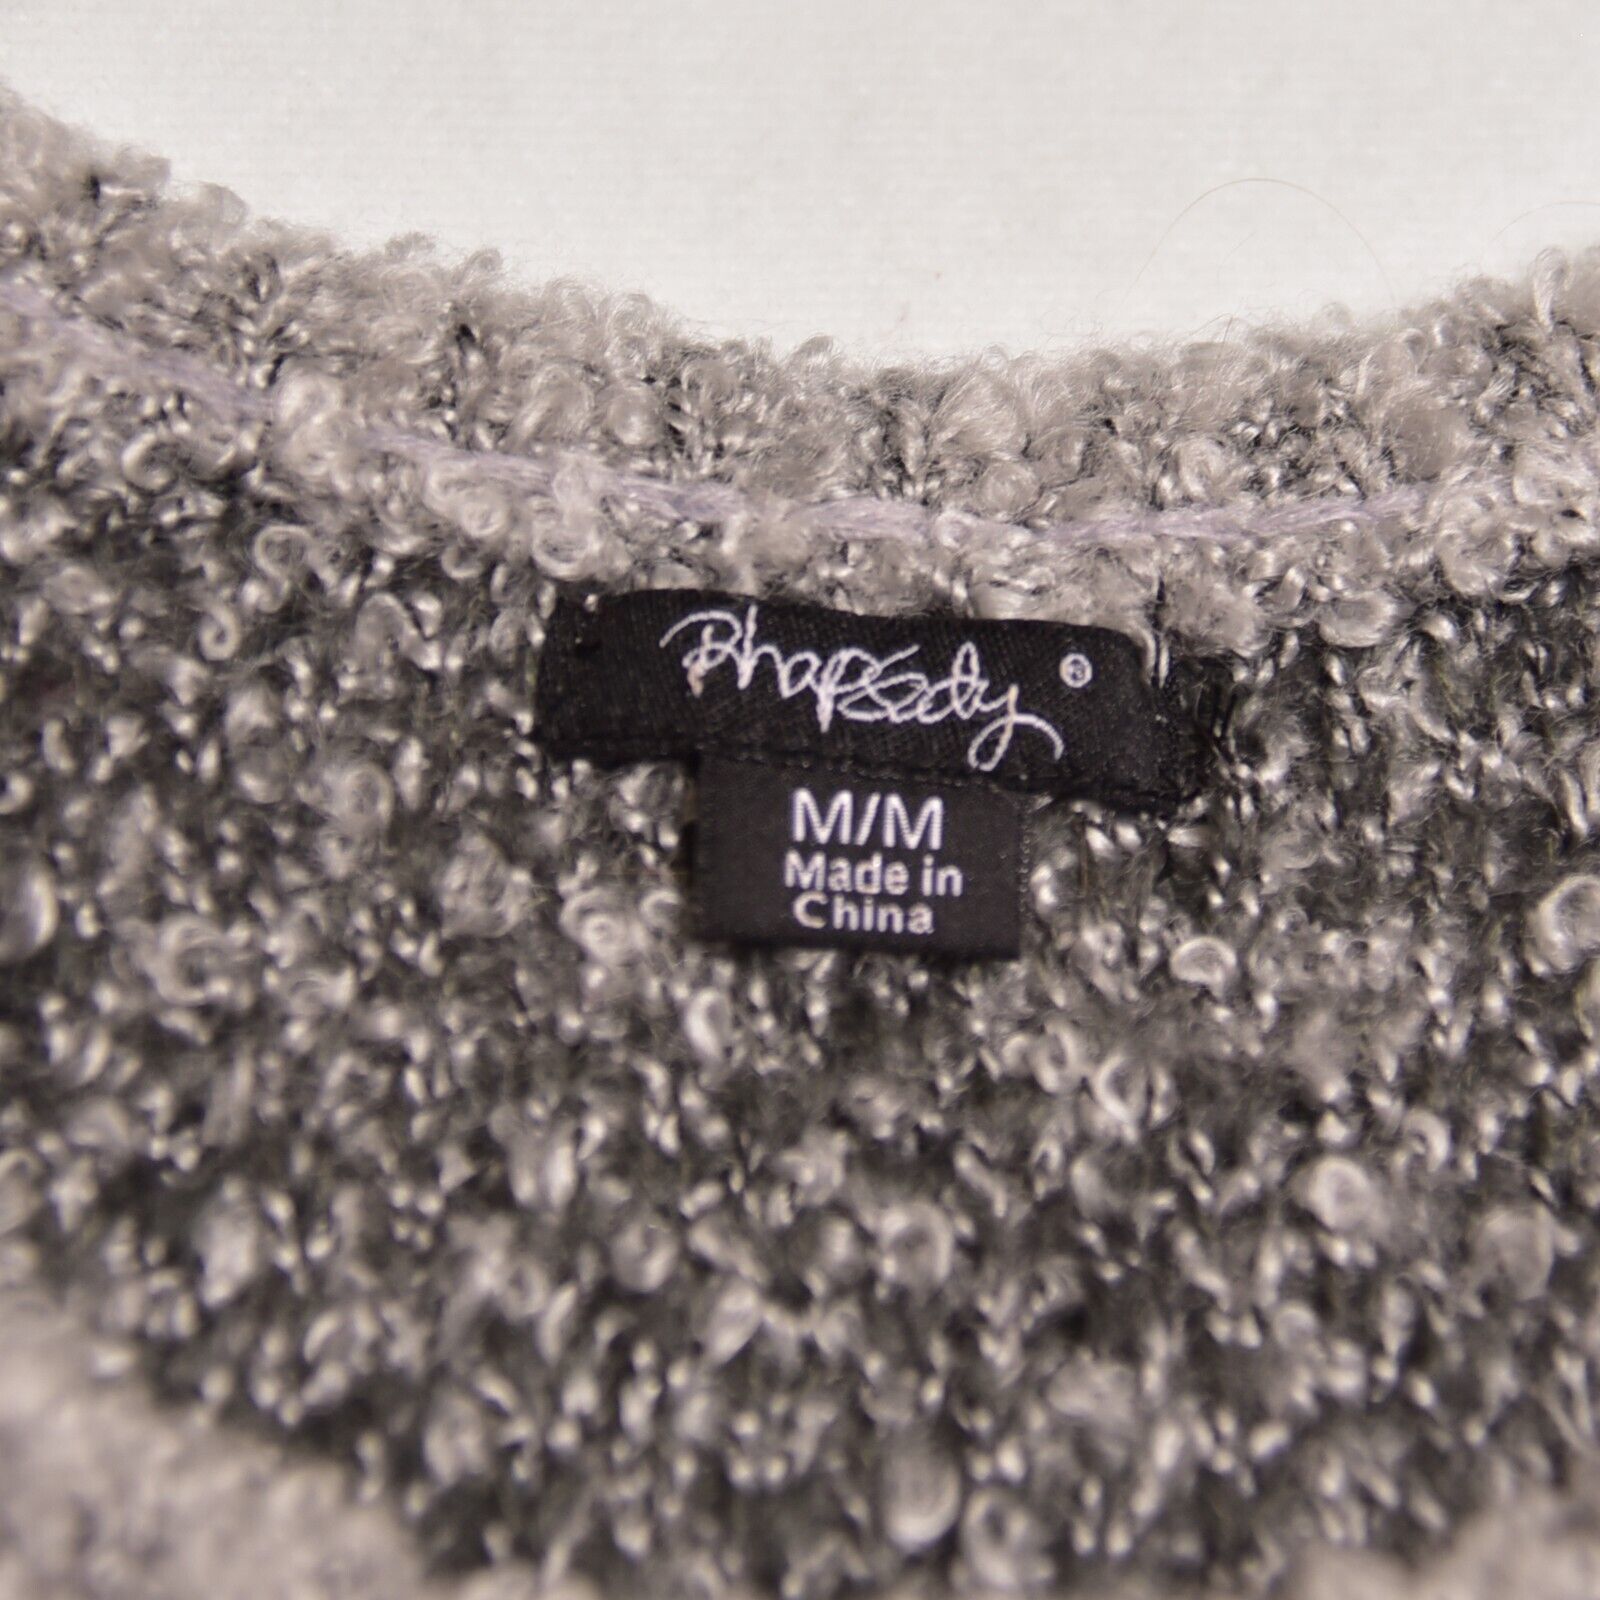 Rhapsody ®
M/M
Made in
China